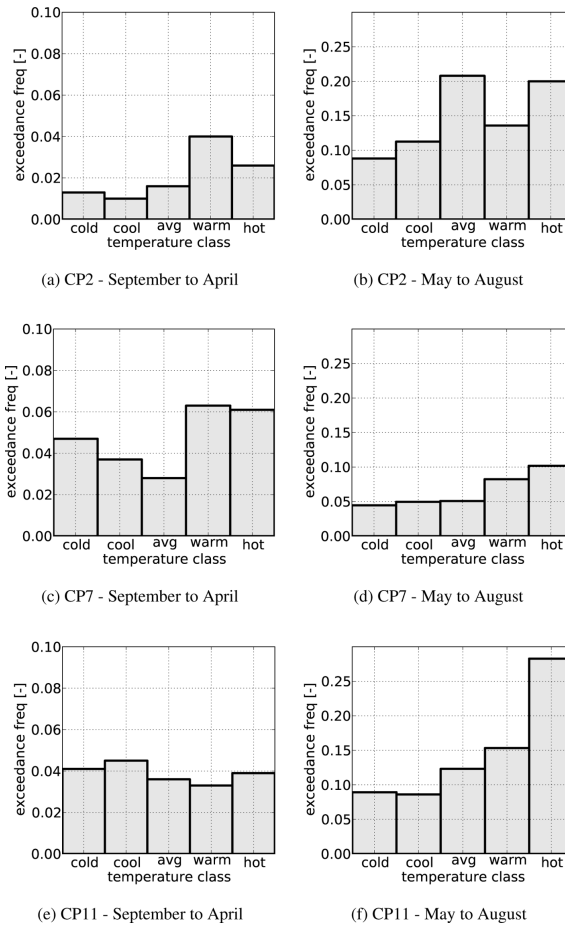 0.10
0.08
0.06
0.04
0.02
0.00
exceedance freq [-]
cold cool avg warm hot
temperature class
(a) CP2 - September to April
0.25
0.20
0.15
0.10
0.05
0.00
exceedance freq [-]
cold cool avg warm hot
temperature class
(b) CP2 - May to August
0.10
0.08
0.06
0.04
0.02
0.00
exceedance freq [-]
cold cool avg warm hot
temperature class
(c) CP7 - September to April
0.25
0.20
0.15
0.10
0.05
0.00
exceedance freq [-]
cold cool avg warm hot
temperature class
(d) CP7 - May to August
0.10
0.08
0.06
0.04
0.02
0.00
exceedance freq [-]
cold cool avg warm hot
temperature class
(e) CP11 - September to April
0.25
0.20
0.15
0.10
0.05
0.00
exceedance freq [-]
cold cool avg warm hot
temperature class
(f) CP11 - May to August